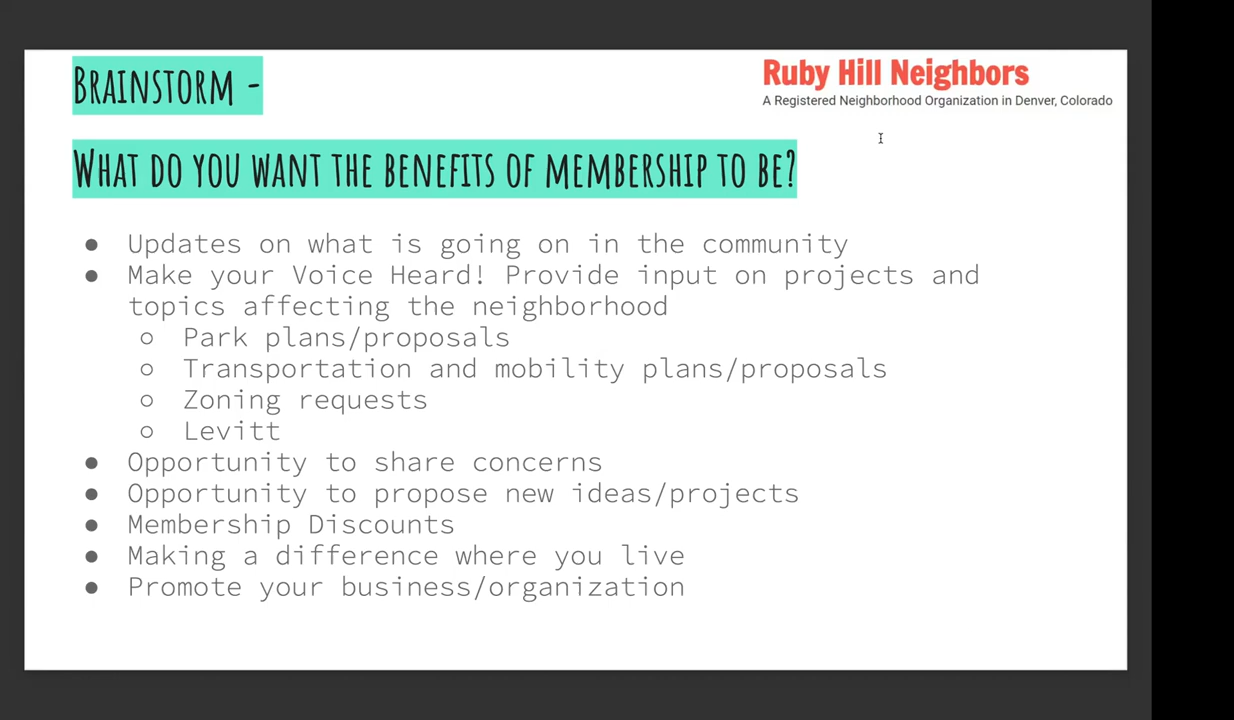 Brainstorm -
Ruby Hill Neighbors
A Registered Neighborhood Organization in Denver, Colorado
What do you want the benefits of membership to be?
● Updates on what is going on in the community
● Make your Voice Heard! Provide input on projects and
topics affecting the neighborhood
○ Park plans/proposals
○ Transportation and mobility plans/proposals
○ Zoning requests
○ Levitt
● Opportunity to share concerns
● Opportunity to propose new ideas/projects
● Membership Discounts
● Making a difference where you live
● Promote your business/organization